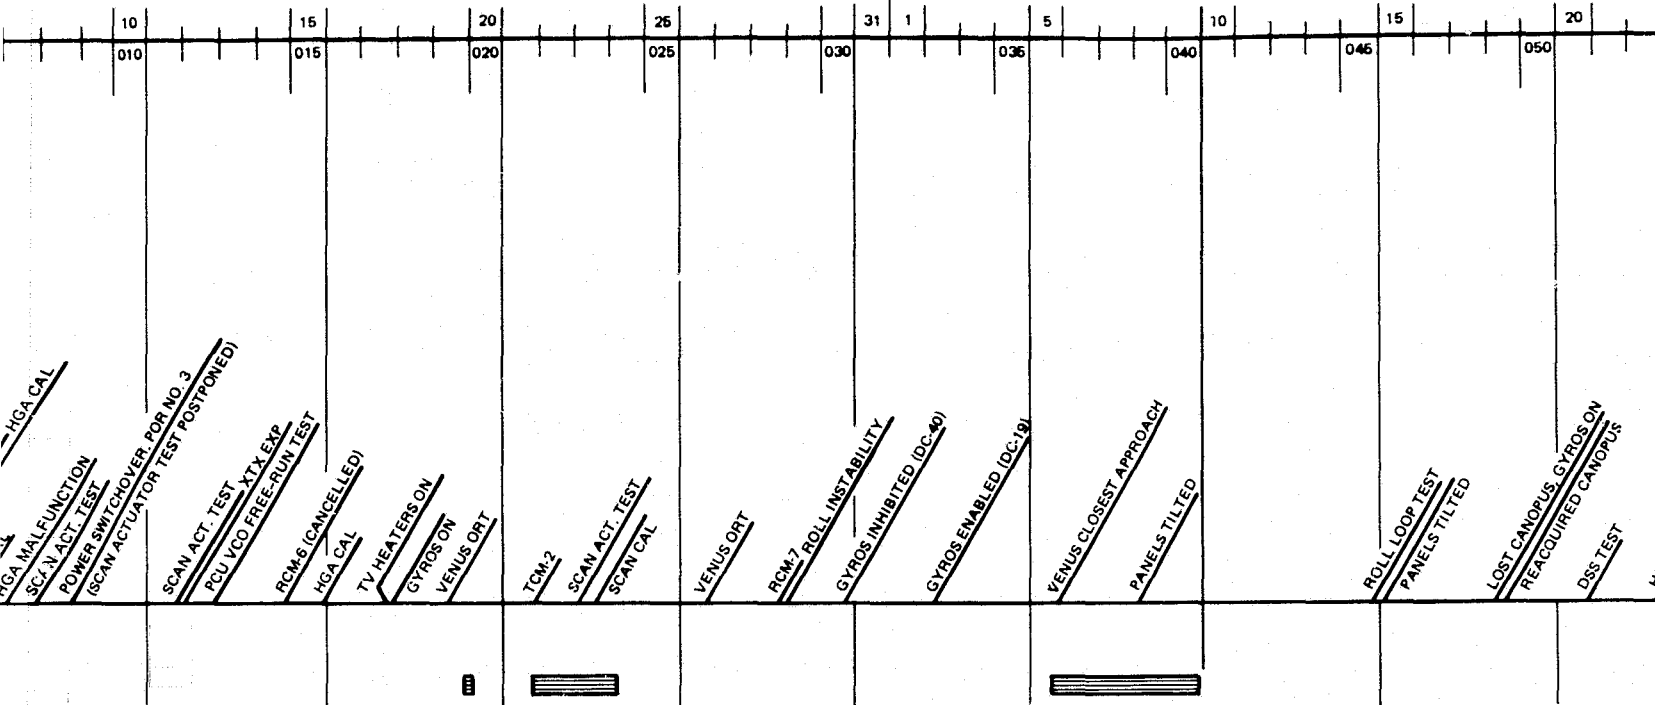 10 15 20 25 31 1 5 10 15 20
010 015 020 025 030 035 040 045 050
HGA CAL
HGA MALFUNCTION
SCAN ACT. TEST
POWER SWITCHOVER. POR NO. 3
(SCAN ACTUATOR TEST POSTPONED)
SCAN ACT. TEST
XTX EXP
PCU VCO FREE-RUN TEST
RCM-6 (CANCELLED)
HGA CAL
TV HEATERS ON
GYROS ON
VENUS ORT
TCM-2
SCAN ACT. TEST
SCAN CAL
VENUS ORT
RCM-7
ROLL INSTABILITY
GYROS INHIBITED (DC-40)
GYROS ENABLED (DC-19)
VENUS CLOSEST APPROACH
PANELS TILTED
ROLL LOOP TEST
PANELS TILTED
LOST CANOPUS, GYROS ON
REACQUIRED CANOPUS
DSS TEST